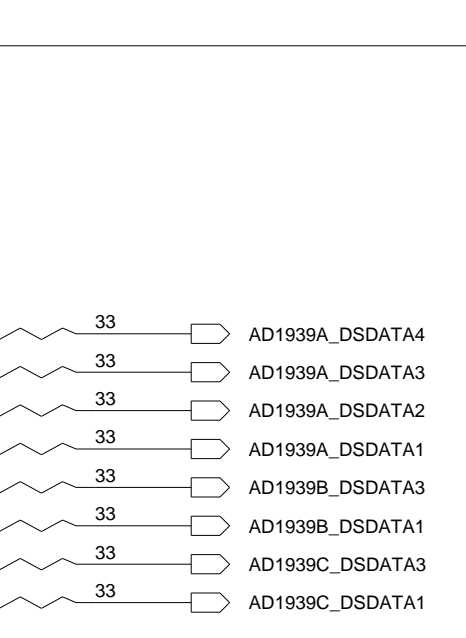 33 AD1939A_DSDATA4
33 AD1939A_DSDATA3
33 AD1939A_DSDATA2
33 AD1939A_DSDATA1
33 AD1939B_DSDATA3
33 AD1939B_DSDATA1
33 AD1939C_DSDATA3
33 AD1939C_DSDATA1